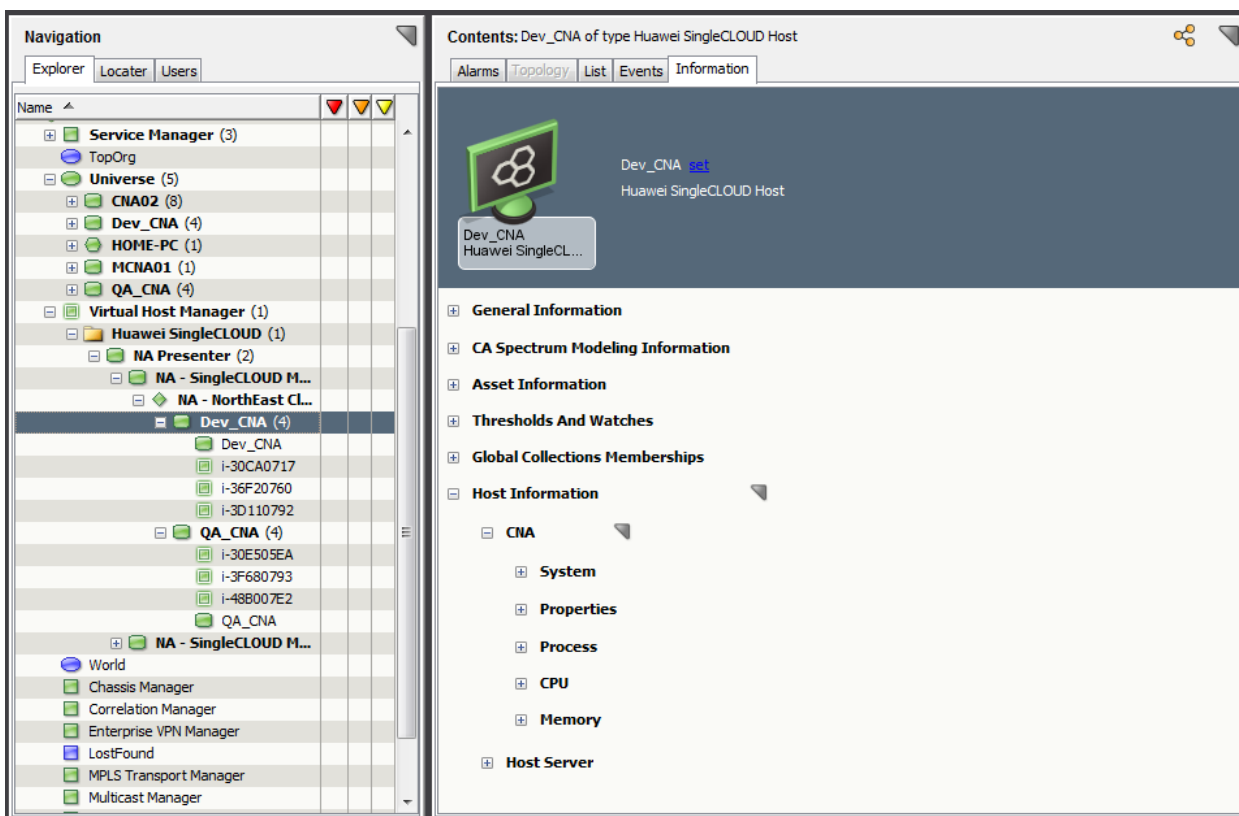 Navigation
Explorer Locater Users
Name
Service Manager (3)
TopOrg
Universe (5)
CNA02 (8)
Dev_CNA (4)
HOME-PC (1)
MCNA01 (1)
QA_CNA (4)
Virtual Host Manager (1)
Huawei SingleCLOUD (1)
NA Presenter (2)
NA - SingleCLOUD M...
NA - NorthEast Cl...
Dev_CNA (4)
Dev_CNA
i-30CA0717
i-36F20760
i-3D110792
QA_CNA (4)
i-30E505EA
i-3F680793
i-48B007E2
QA_CNA
NA - SingleCLOUD M...
World
Chassis Manager
Correlation Manager
Enterprise VPN Manager
LostFound
MPLS Transport Manager
Multicast Manager
Contents: Dev_CNA of type Huawei SingleCLOUD Host
Alarms Topology List Events Information
Dev_CNA set
Huawei SingleCLOUD Host
Dev_CNA
Huawei SingleCL...
General Information
CA Spectrum Modeling Information
Asset Information
Thresholds And Watches
Global Collections Memberships
Host Information
CNA
System
Properties
Process
CPU
Memory
Host Server